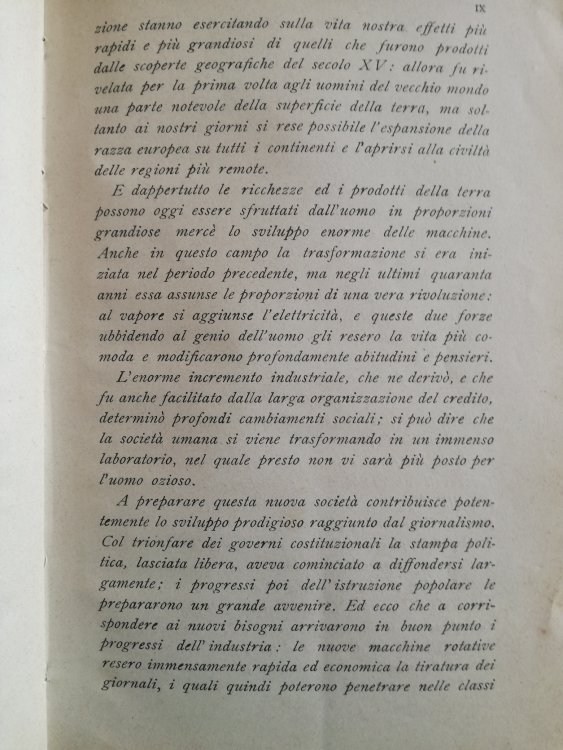 IX
zione stanno esercitando sulla vita nostra effetti più
rapidi e più grandiosi di quelli che furono prodotti
dalle scoperte geografiche del secolo XV: allora fu ri-
velata per la prima volta agli uomini del vecchio mondo
una parte notevole della superficie della terra, ma sol-
tanto ai nostri giorni si rese possibile l'espansione della
razza europea su tutti i continenti e l'aprirsi alla civiltà
delle regioni più remote.
E dappertutto le ricchezze ed i prodotti della terra
possono oggi essere sfruttati dall'uomo in proporzioni
grandiose mercè lo sviluppo enorme delle macchine.
Anche in questo campo la trasformazione si era ini-
ziata nel periodo precedente, ma negli ultimi quaranta
anni essa assunse le proporzioni di una vera rivoluzione:
al vapore si aggiunse l'elettricità, e queste due forze
ubbidendo al genio dell'uomo gli resero la vita più co-
moda e modificarono profondamente abitudini e pensieri.
L'enorme incremento industriale, che ne derivò, e che
fu anche facilitato dalla larga organizzazione del credito,
determinò profondi cambiamenti sociali; si può dire che
la società umana si viene trasformando in un immenso
laboratorio, nel quale presto non vi sarà più posto per
l'uomo ozioso.
A preparare questa nuova società contribuisce poten-
temente lo sviluppo prodigioso raggiunto dal giornalismo.
Col trionfare dei governi costituzionali la stampa poli-
tica, lasciata libera, aveva cominciato a diffondersi lar-
gamente; i progressi poi dell'istruzione popolare le
prepararono un grande avvenire. Ed ecco che a corri-
spondere ai nuovi bisogni arrivarono in buon punto i
progressi dell'industria: le nuove macchine rotative
resero immensamente rapida ed economica la tiratura dei
giornali, i quali quindi poterono penetrare nelle classi